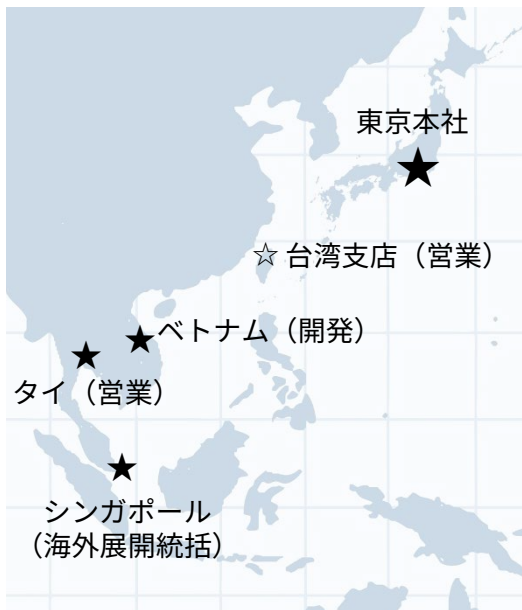 東京本社
★
☆ 台湾支店（営業）
★ ベトナム（開発）
★
タイ（営業）
★
シンガポール
（海外展開統括）